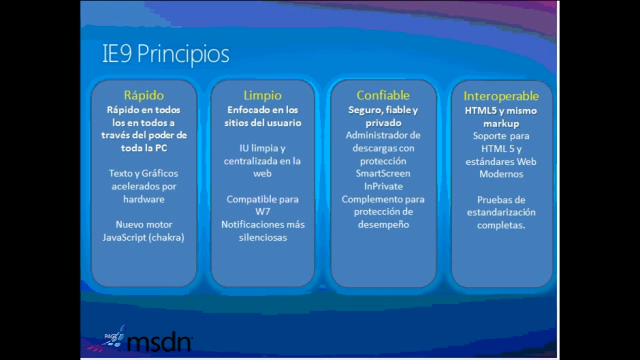 IE9 Principios
Rápido
Rápido en todos
los en todos a
través del poder de
toda la PC
Texto y Gráficos
acelerados por
hardware
Nuevo motor
JavaScript (chakra)
Limpio
Enfocado en los
sitios del usuario
IU limpia y
centralizada en la
web
Compatible para
W7
Notificaciones más
silenciosas
Confiable
Seguro, fiable y
privado
Administrador de
descargas con
protección
SmartScreen
InPrivate
Complemento para
protección de
desempeño
Interoperable
HTML5 y mismo
markup
Soporte para
HTML 5 y
estándares Web
Modernos
Pruebas de
estandarización
completas.
msdn